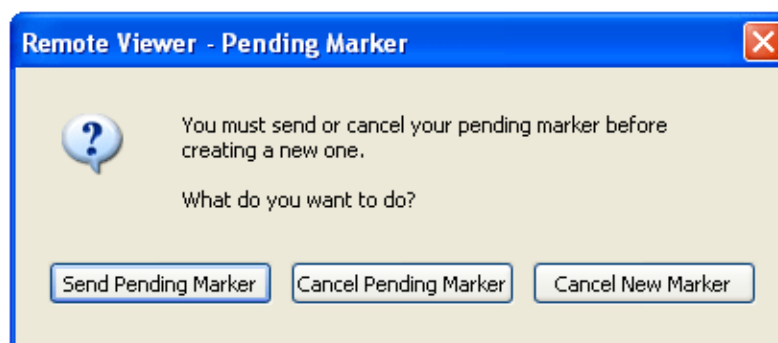 Remote Viewer - Pending Marker
You must send or cancel your pending marker before
creating a new one.
What do you want to do?
Send Pending Marker Cancel Pending Marker Cancel New Marker